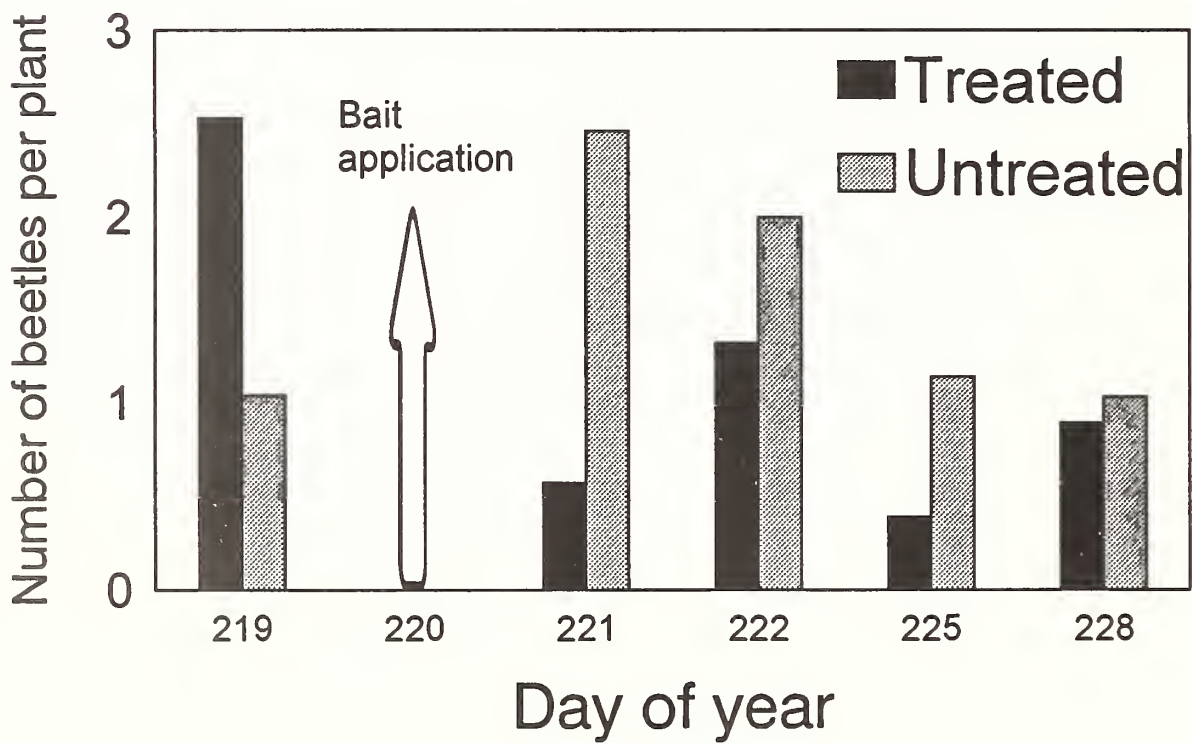 Number of beetles per plant
3
2
1
0
Bait
application
Treated
Untreated
219 220 221 222 225 228
Day of year